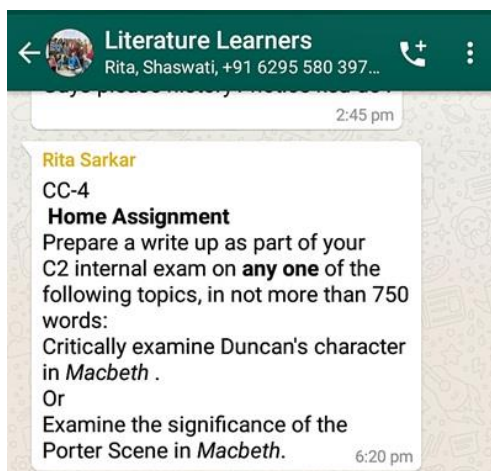 Literature Learners
Rita, Shaswati, +91 6295 580 397...
2:45 pm
Rita Sarkar
CC-4
Home Assignment
Prepare a write up as part of your
C2 internal exam on any one of the
following topics, in not more than 750
words:
Critically examine Duncan's character
in Macbeth .
Or
Examine the significance of the
Porter Scene in Macbeth.
6:20 pm